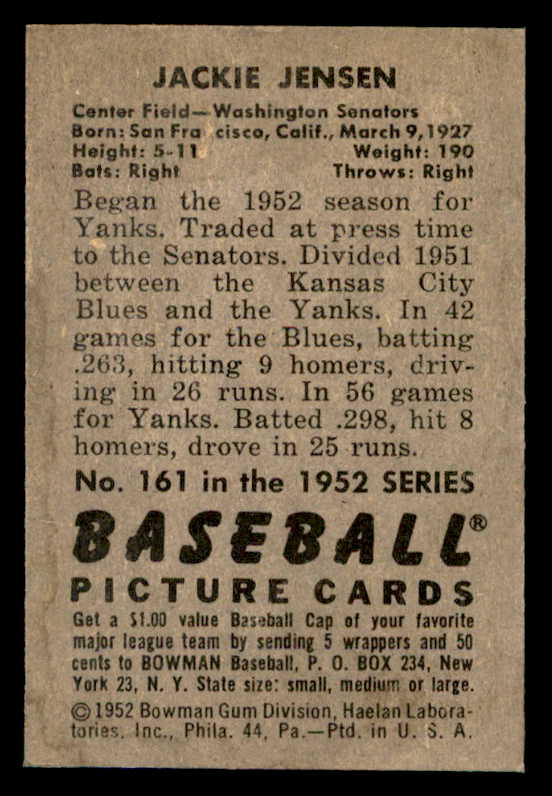 JACKIE JENSEN
Center Field—Washington Senators
Born: San Fra cisco, Calif., March 9, 1927
Height: 5-11 Weight: 190
Bats: Right Throws: Right
Began the 1952 season for
Yanks. Traded at press time
to the Senators. Divided 1951
between the Kansas City
Blues and the Yanks. In 42
games for the Blues, batting
.263, hitting 9 homers, driv-
ing in 26 runs. In 56 games
for Yanks. Batted .298, hit 8
homers, drove in 25 runs.
No. 161 in the 1952 SERIES
BASEBALL®
PICTURE CARDS
Get a $1.00 value Baseball Cap of your favorite
major league team by sending 5 wrappers and 50
cents to BOWMAN Baseball, P. O. BOX 234, New
York 23, N. Y. State size: small, medium or large.
©1952 Bowman Gum Division, Haelan Labora-
tories, Inc., Phila. 44, Pa.—Ptd. in U. S. A.